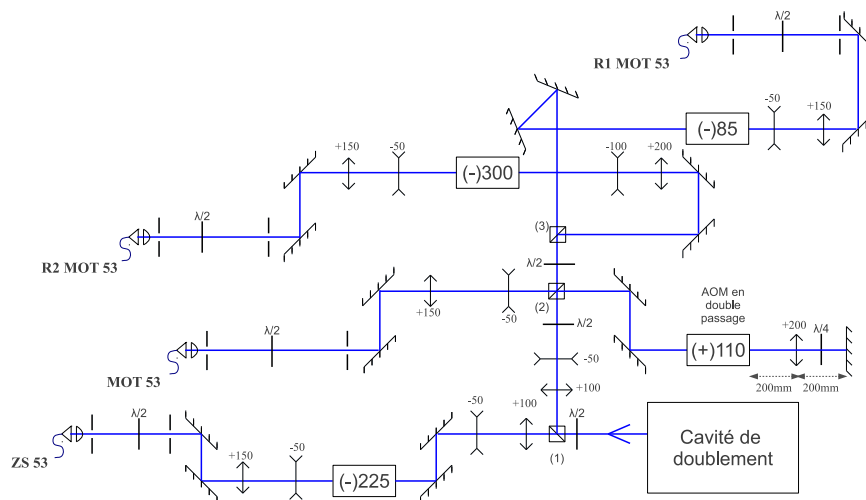 λ/2
R1 MOT 53
-50
+150
(-)85
+150
-50
(-)300
-100
+200
λ/2
R2 MOT 53
(3)
λ/2
(2)
+150
-50
λ/2
AOM en
double
passage
(+)110
+200
λ/4
200mm
200mm
λ/2
MOT 53
-50
+100
-50
+100
λ/2
(1)
Cavité de
doublement
λ/2
ZS 53
+150
-50
(-)225